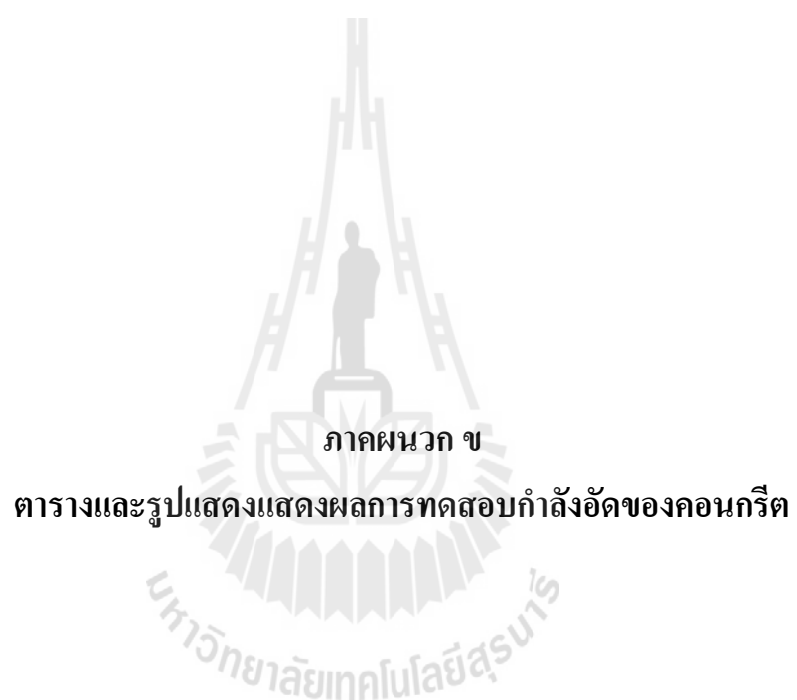 ภาคผนวก ข
ตารางและรูปแสดงแสดงผลการทดสอบกำลังอัดของคอนกรีต
มหาวิทยาลัยเทคโนโลยีสุรนารี